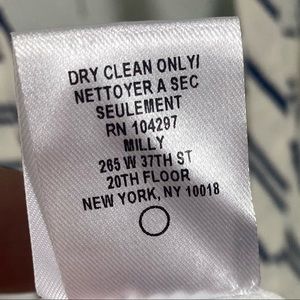 DRY CLEAN ONLY/
NETTOYER A SEC
SEULEMENT
RN 104297
MILLY
265 W 37TH ST
20TH FLOOR
NEW YORK, NY 10018